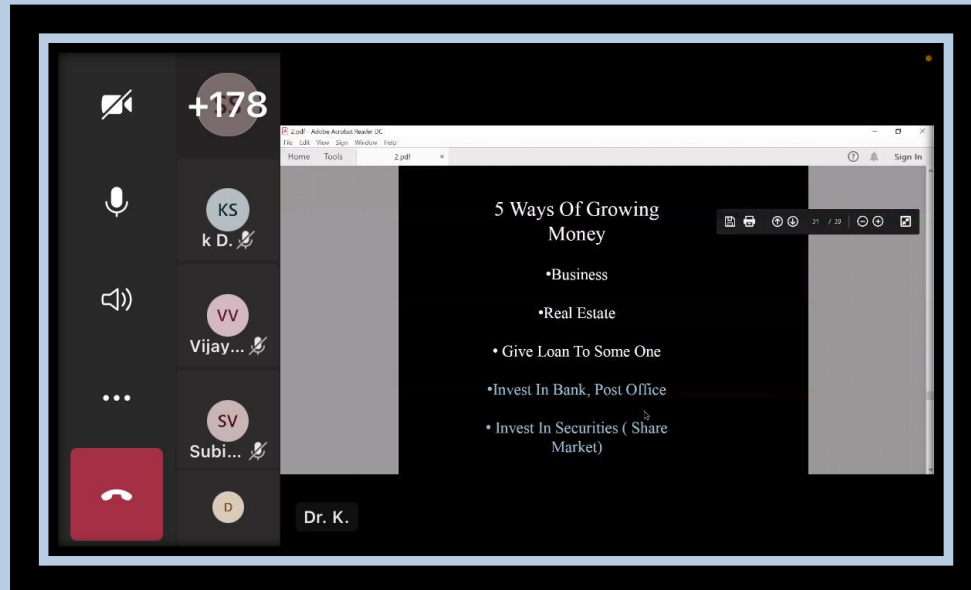 +178
KS
k D.
VV
Vijay...
SV
Subi...
D
Dr. K.
2.pdf - Adobe Acrobat Reader DC
File Edit View Sign Window Help
Home Tools 2.pdf ×
Sign In
31 / 39
5 Ways Of Growing
Money
•Business
•Real Estate
• Give Loan To Some One
•Invest In Bank, Post Office
• Invest In Securities ( Share
Market)